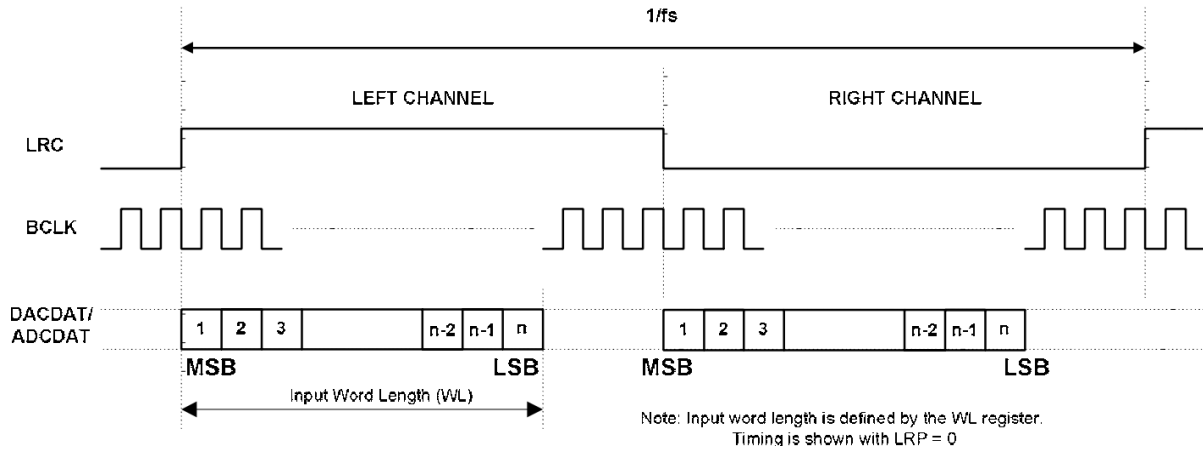 1/fs
LEFT CHANNEL RIGHT CHANNEL
LRC
BCLK
DACDAT/
ADCDAT
1 2 3 n-2 n-1 n 1 2 3 n-2 n-1 n
MSB LSB MSB LSB
Input Word Length (WL)
Note: Input word length is defined by the WL register.
Timing is shown with LRP = 0